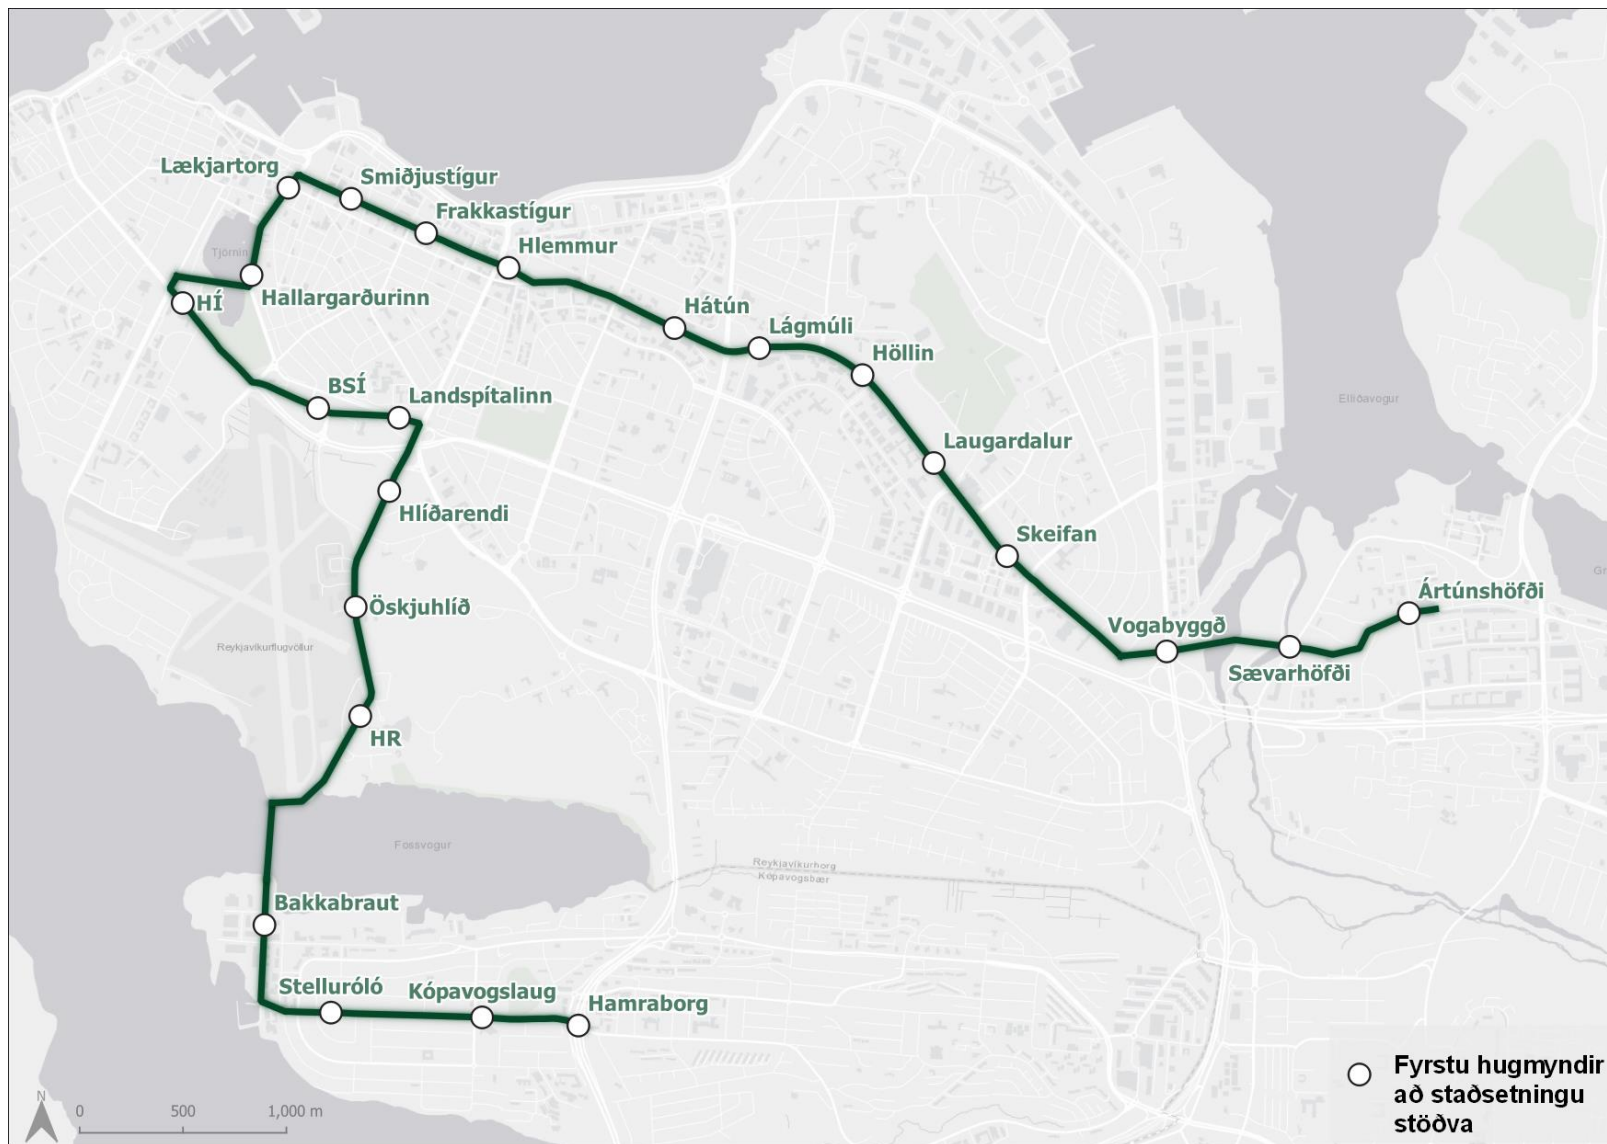 Lækjartorg
Smiðjustígur
Frakkastígur
Hlemmur
Tjörnin
HÍ
Hallargarðurinn
Hátún
Lágmúli
Höllin
BSÍ
Landspítalinn
Elliðavogur
Laugardalur
Hlíðarendi
Skeifan
Öskjuhlíð
Ártúnshöfði
Vogabyggð
Reykjavíkurflugvöllur
Sævarhöfði
HR
Fossvogur
Reykjavíkurborg
Kópavogsbær
Bakkabraut
Stelluróló
Kópavogslaug
Hamraborg
Fyrstu hugmyndir
að staðsetningu
stöðva
N
0 500 1,000 m